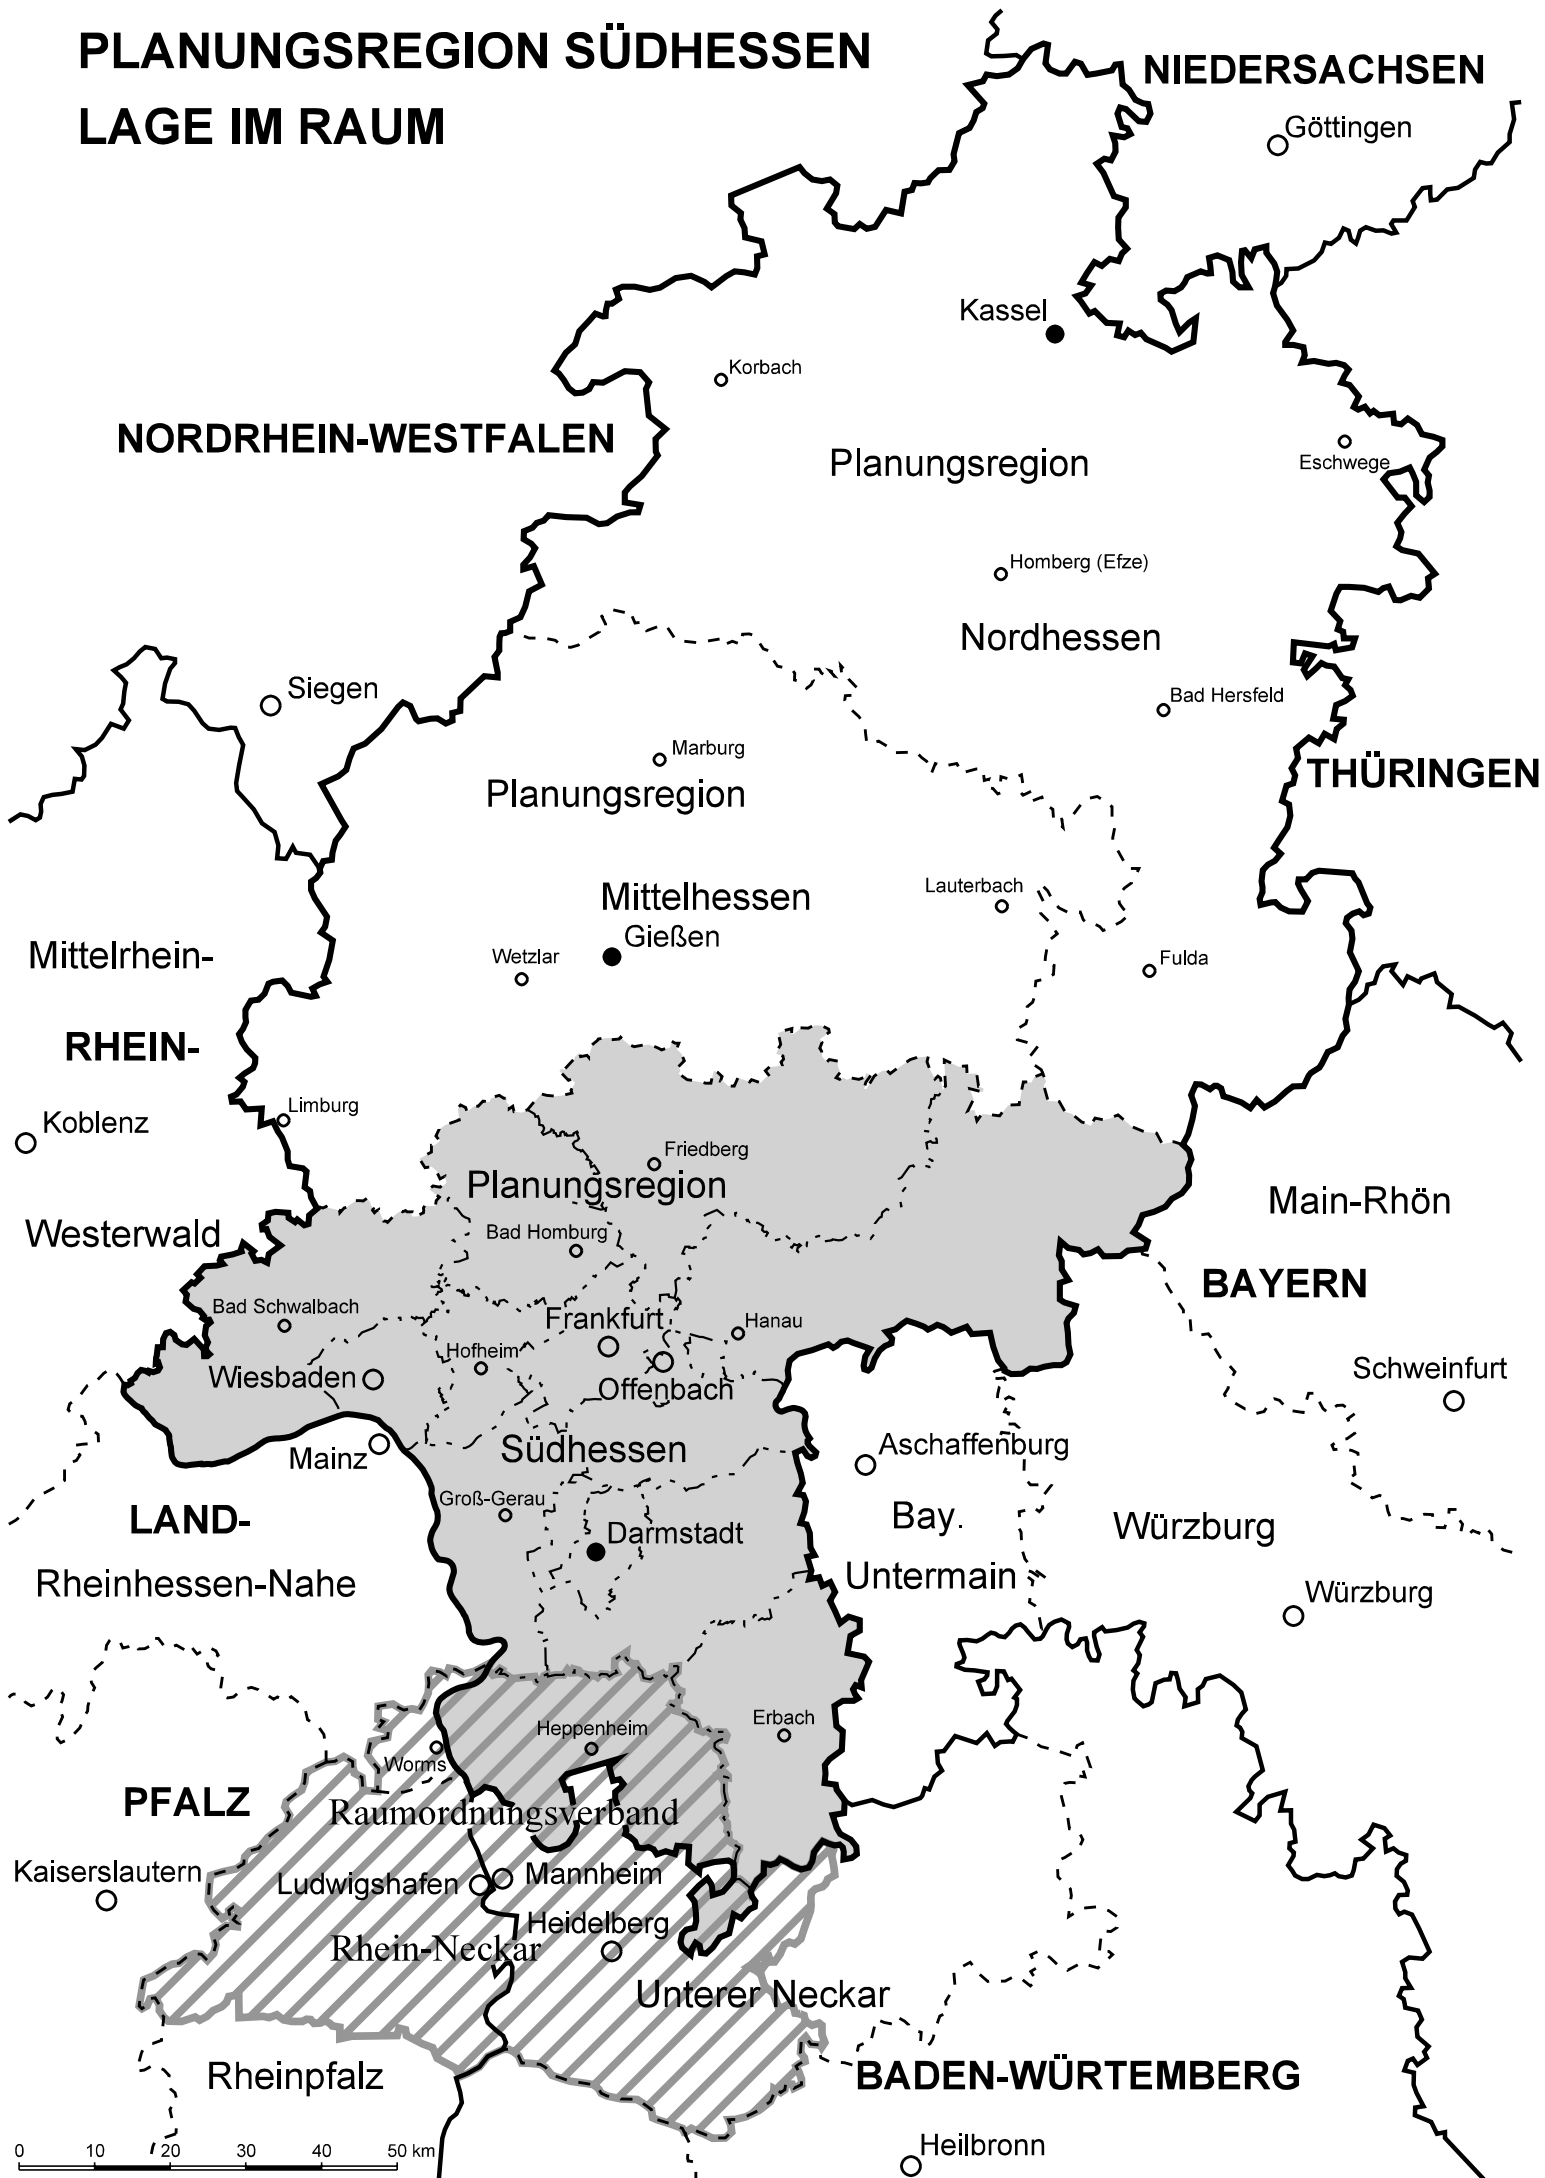 PLANUNGSREGION SÜDHESSEN
LAGE IM RAUM
NIEDERSACHSEN
Göttingen
Kassel
Korbach
NORDRHEIN-WESTFALEN
Planungsregion
Eschwege
Homberg (Efze)
Nordhessen
Siegen
Bad Hersfeld
Marburg
Planungsregion
THÜRINGEN
Lauterbach
Mittelhessen
Gießen
Mittelrhein-
Wetzlar
Fulda
RHEIN-
Limburg
Koblenz
Friedberg
Planungsregion
Main-Rhön
Westerwald
Bad Homburg
BAYERN
Bad Schwalbach
Frankfurt
Hanau
Hofheim
Wiesbaden
Offenbach
Schweinfurt
Mainz
Südhessen
Aschaffenburg
Groß-Gerau
LAND-
Darmstadt
Bay.
Würzburg
Rheinhessen-Nahe
Untermain
Würzburg
Erbach
Heppenheim
Worms
PFALZ
Raumordnungsverband
Kaiserslautern
Ludwigshafen
Mannheim
Heidelberg
Rhein-Neckar
Unterer Neckar
Rheinpfalz
BADEN-WÜRTEMBERG
Heilbronn
0 10 20 30 40 50 km